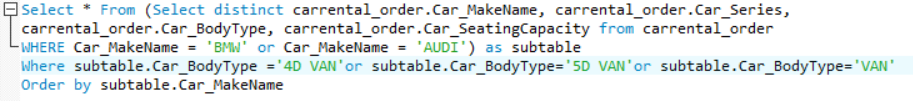 Select * From (Select distinct carrental_order.Car_MakeName, carrental_order.Car_Series,
carrental_order.Car_BodyType, carrental_order.Car_SeatingCapacity from carrental_order
WHERE Car_MakeName = 'BMW' or Car_MakeName = 'AUDI') as subtable
Where subtable.Car_BodyType ='4D VAN'or subtable.Car_BodyType='5D VAN'or subtable.Car_BodyType='VAN'
Order by subtable.Car_MakeName